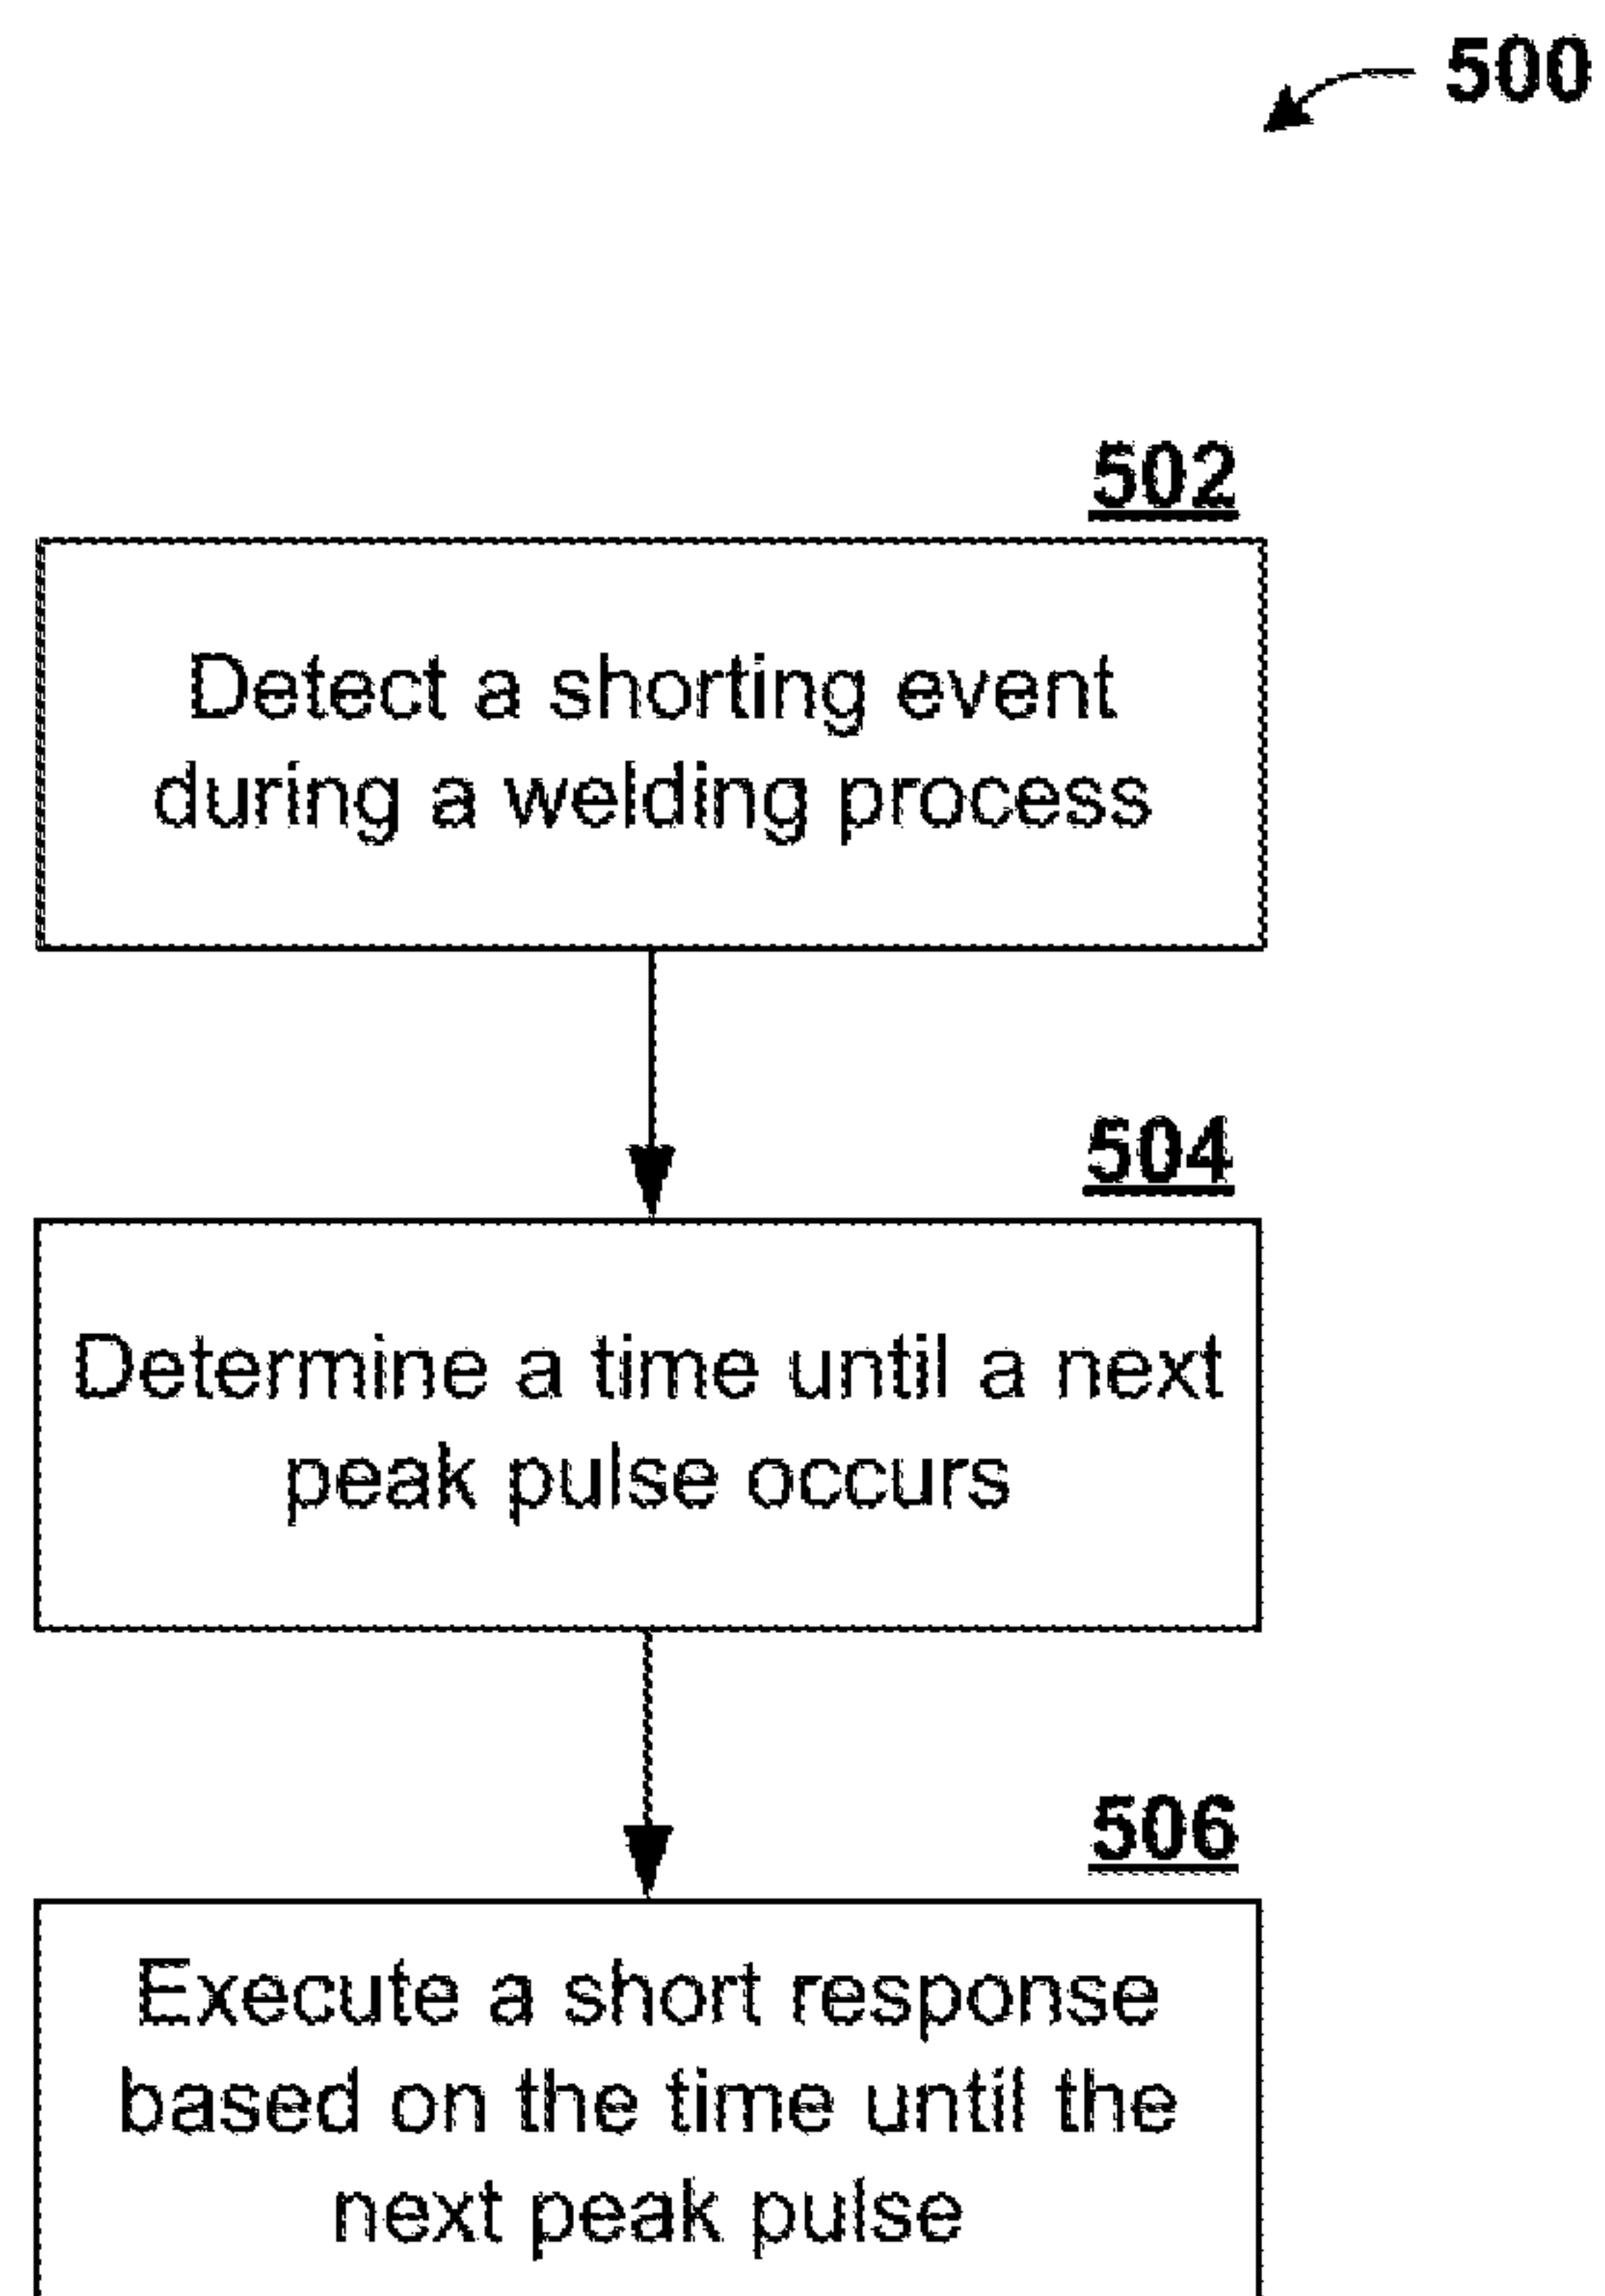 500
502
Detect a shorting event
during a welding process
504
Determine a time until a next
peak pulse occurs
506
Execute a short response
based on the time until the
next peak pulse